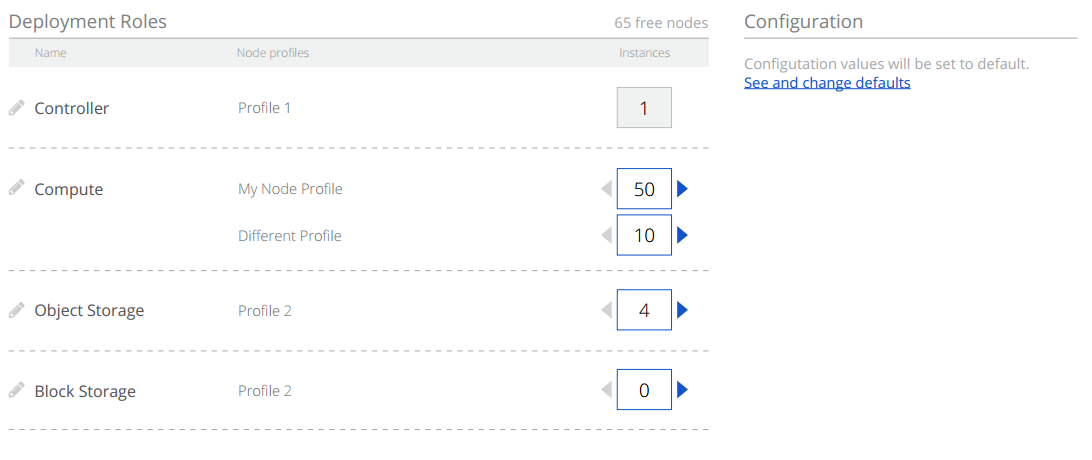 Deployment Roles 65 free nodes
Name Node profiles Instances
Controller Profile 1 1
Compute My Node Profile 50
Different Profile 10
Object Storage Profile 2 4
Block Storage Profile 2 0
Configuration
Configutation values will be set to default.
See and change defaults